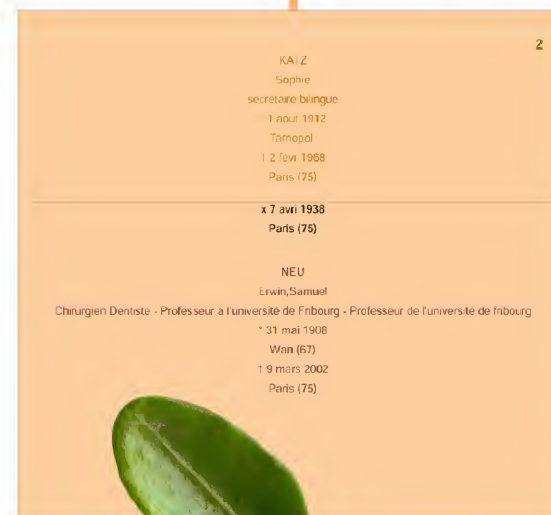 2
KATZ
Sophie
secrétaire bilingue
° 1 août 1912
Tarnopol
† 2 févr 1968
Paris (75)
x 7 avri 1938
Paris (75)
NEU
Erwin,Samuel
Chirurgien Dentiste - Professeur à l'université de Fribourg - Professeur de l'université de fribourg
° 31 mai 1908
Wan (67)
† 9 mars 2002
Paris (75)